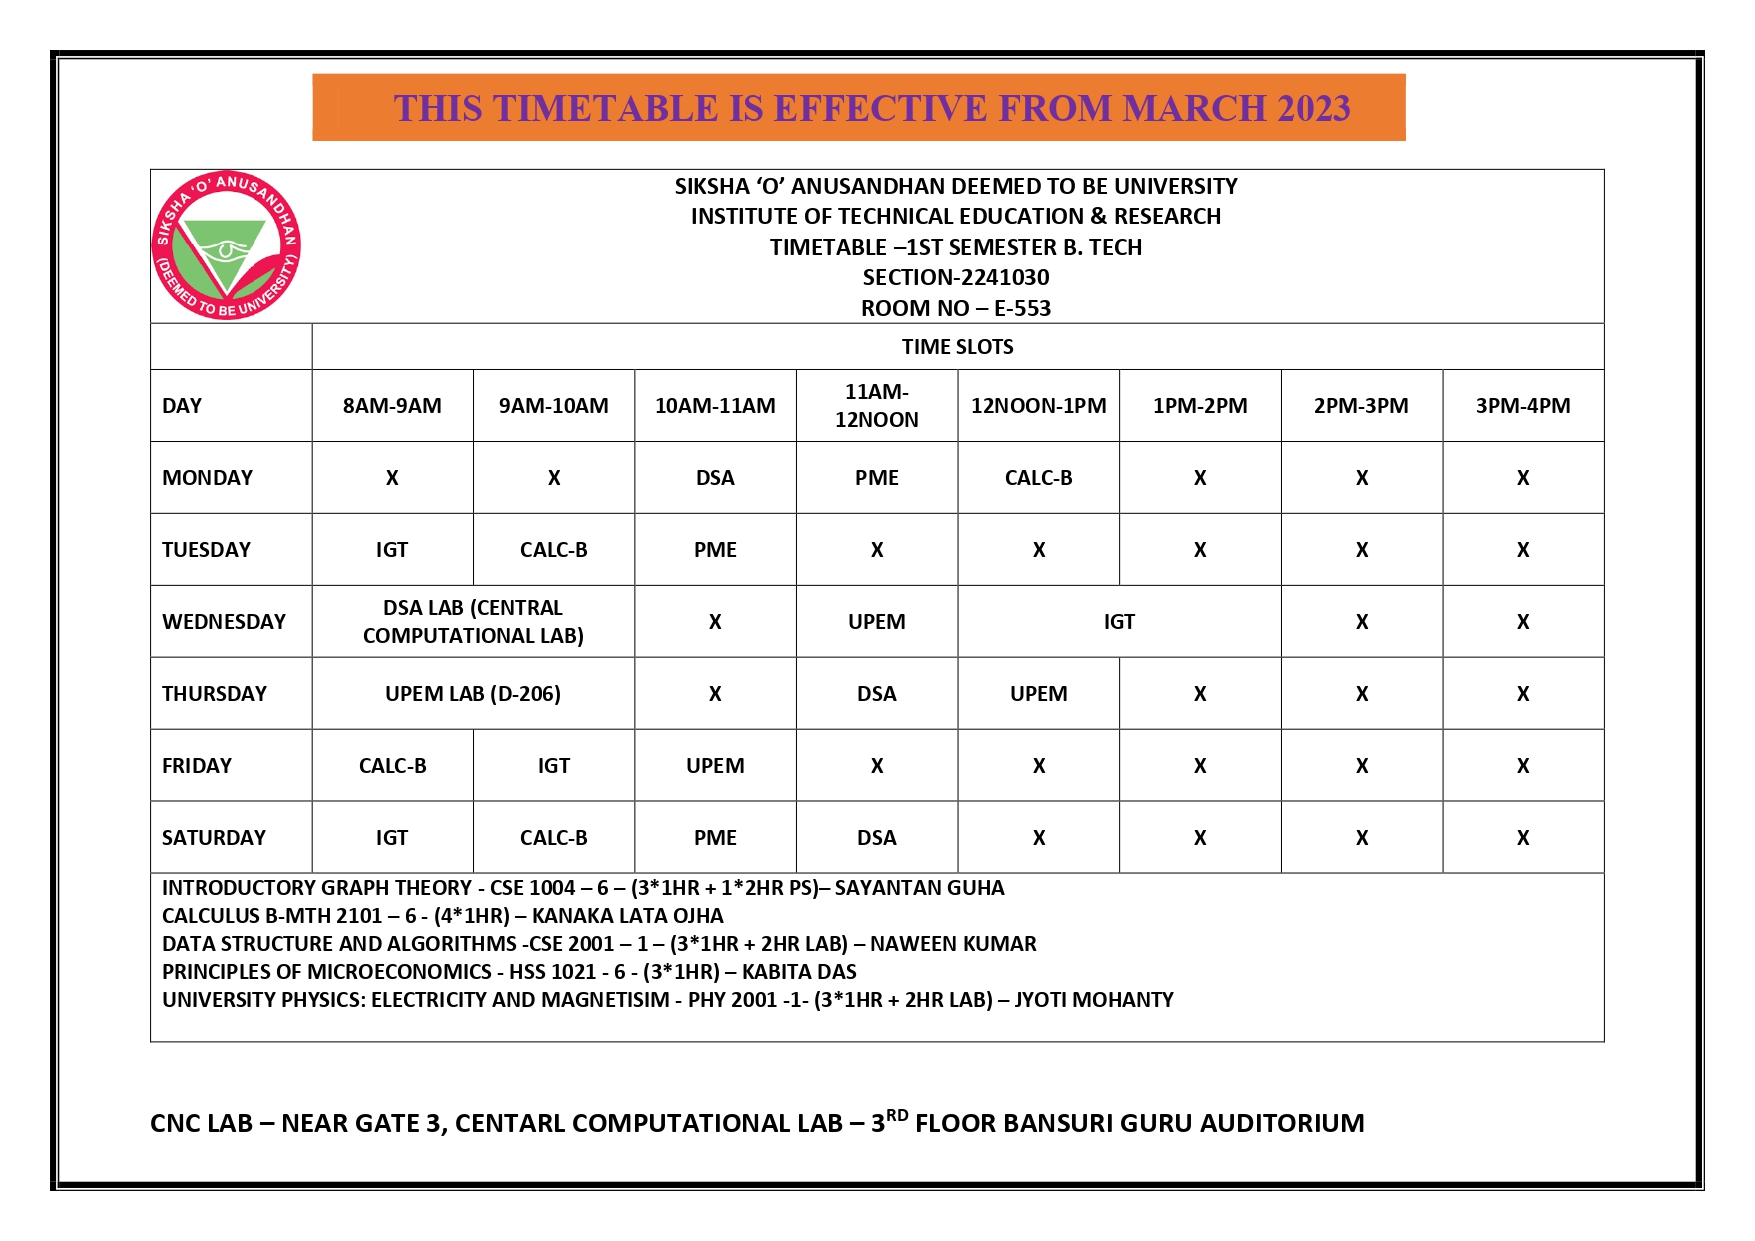 THIS TIMETABLE IS EFFECTIVE FROM MARCH 2023
SIKSHA 'O' ANUSANDHAN
(DEEMED TO BE UNIVERSITY)
SIKSHA ‘O’ ANUSANDHAN DEEMED TO BE UNIVERSITY
INSTITUTE OF TECHNICAL EDUCATION & RESEARCH
TIMETABLE –1ST SEMESTER B. TECH
SECTION-2241030
ROOM NO – E-553
TIME SLOTS
DAY 8AM-9AM 9AM-10AM 10AM-11AM 11AM-12NOON 12NOON-1PM 1PM-2PM 2PM-3PM 3PM-4PM
MONDAY X X DSA PME CALC-B X X X
TUESDAY IGT CALC-B PME X X X X X
WEDNESDAY DSA LAB (CENTRAL COMPUTATIONAL LAB) X UPEM IGT X X
THURSDAY UPEM LAB (D-206) X DSA UPEM X X X
FRIDAY CALC-B IGT UPEM X X X X X
SATURDAY IGT CALC-B PME DSA X X X X
INTRODUCTORY GRAPH THEORY - CSE 1004 – 6 – (3*1HR + 1*2HR PS)– SAYANTAN GUHA
CALCULUS B-MTH 2101 – 6 - (4*1HR) – KANAKA LATA OJHA
DATA STRUCTURE AND ALGORITHMS -CSE 2001 – 1 – (3*1HR + 2HR LAB) – NAWEEN KUMAR
PRINCIPLES OF MICROECONOMICS - HSS 1021 - 6 - (3*1HR) – KABITA DAS
UNIVERSITY PHYSICS: ELECTRICITY AND MAGNETISIM - PHY 2001 -1- (3*1HR + 2HR LAB) – JYOTI MOHANTY
CNC LAB – NEAR GATE 3, CENTARL COMPUTATIONAL LAB – 3RD FLOOR BANSURI GURU AUDITORIUM